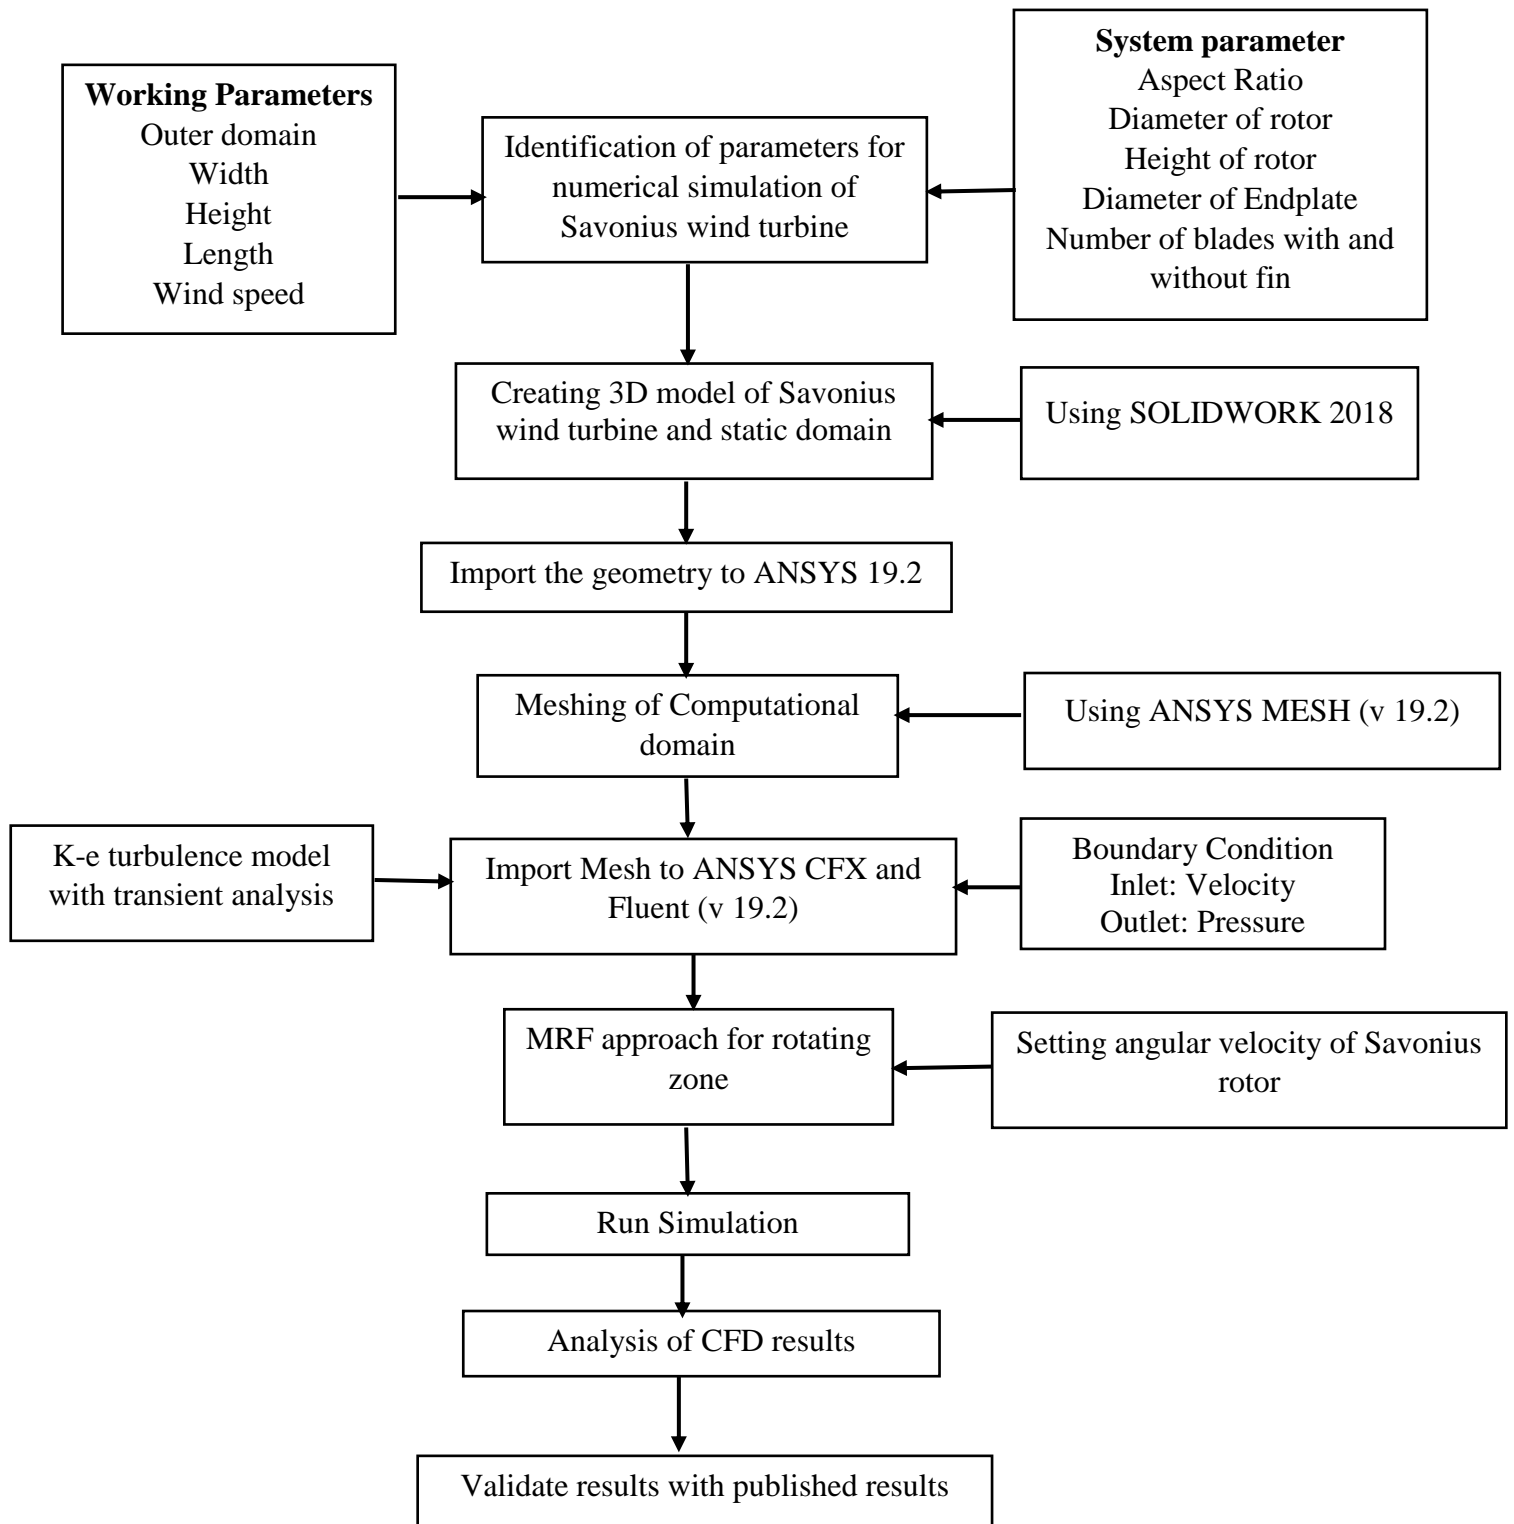 Working Parameters
Outer domain
Width
Height
Length
Wind speed
Identification of parameters for
numerical simulation of
Savonius wind turbine
System parameter
Aspect Ratio
Diameter of rotor
Height of rotor
Diameter of Endplate
Number of blades with and
without fin
Creating 3D model of Savonius
wind turbine and static domain
Using SOLIDWORK 2018
Import the geometry to ANSYS 19.2
Meshing of Computational
domain
Using ANSYS MESH (v 19.2)
K-e turbulence model
with transient analysis
Import Mesh to ANSYS CFX and
Fluent (v 19.2)
Boundary Condition
Inlet: Velocity
Outlet: Pressure
MRF approach for rotating
zone
Setting angular velocity of Savonius
rotor
Run Simulation
Analysis of CFD results
Validate results with published results